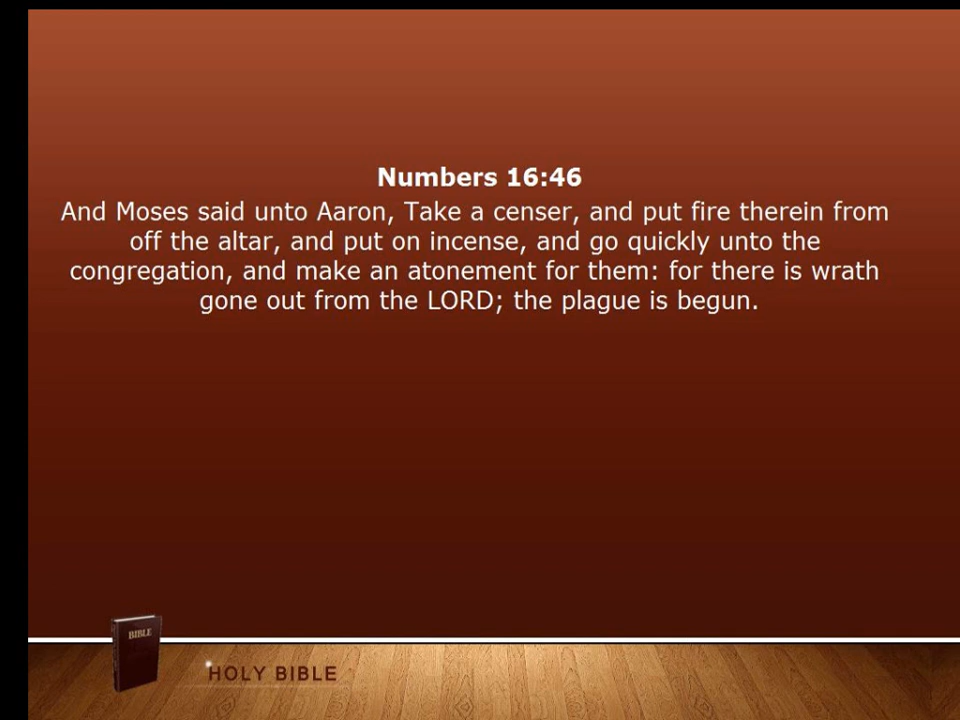 Numbers 16:46
And Moses said unto Aaron, Take a censer, and put fire therein from
off the altar, and put on incense, and go quickly unto the
congregation, and make an atonement for them: for there is wrath
gone out from the LORD; the plague is begun.
BIBLE
HOLY BIBLE